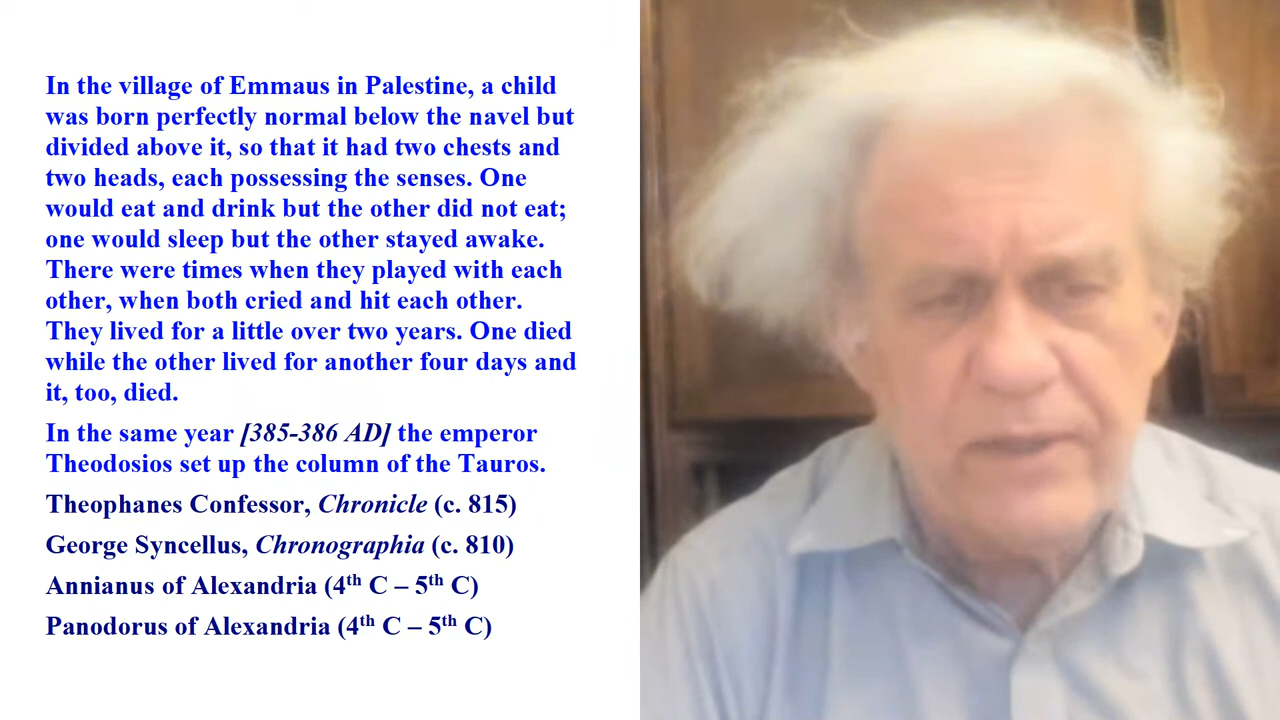 In the village of Emmaus in Palestine, a child
was born perfectly normal below the navel but
divided above it, so that it had two chests and
two heads, each possessing the senses. One
would eat and drink but the other did not eat;
one would sleep but the other stayed awake.
There were times when they played with each
other, when both cried and hit each other.
They lived for a little over two years. One died
while the other lived for another four days and
it, too, died.
In the same year [385-386 AD] the emperor
Theodosios set up the column of the Tauros.
Theophanes Confessor, Chronicle (c. 815)
George Syncellus, Chronographia (c. 810)
Annianus of Alexandria (4th C – 5th C)
Panodorus of Alexandria (4th C – 5th C)